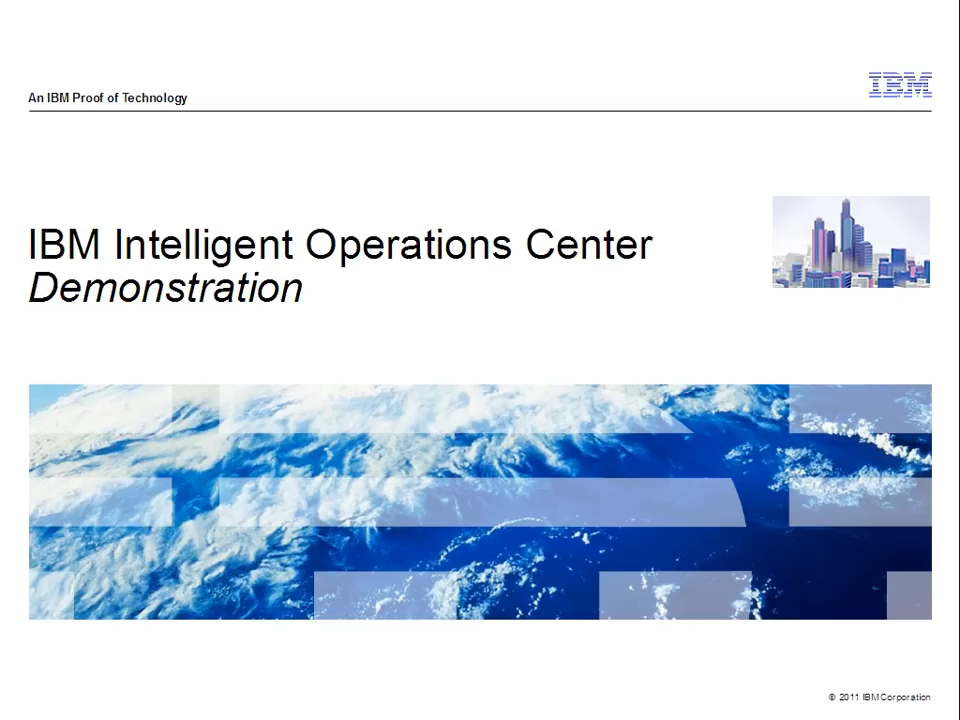 An IBM Proof of Technology
IBM
IBM Intelligent Operations Center
Demonstration
© 2011 IBM Corporation